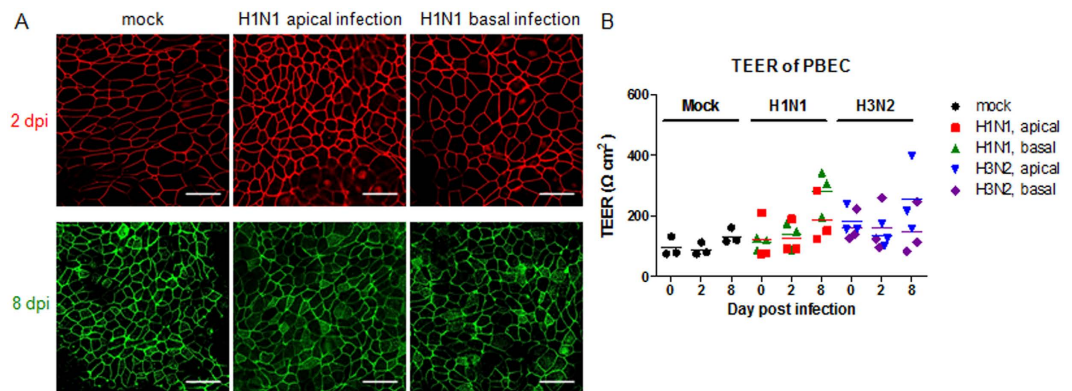 A
mock
H1N1 apical infection
H1N1 basal infection
2 dpi
8 dpi
B
TEER of PBEC
Mock
H1N1
H3N2
TEER (Ω cm²)
600
400
200
0
0 2 8 0 2 8 0 2 8
Day post infection
mock
H1N1, apical
H1N1, basal
H3N2, apical
H3N2, basal